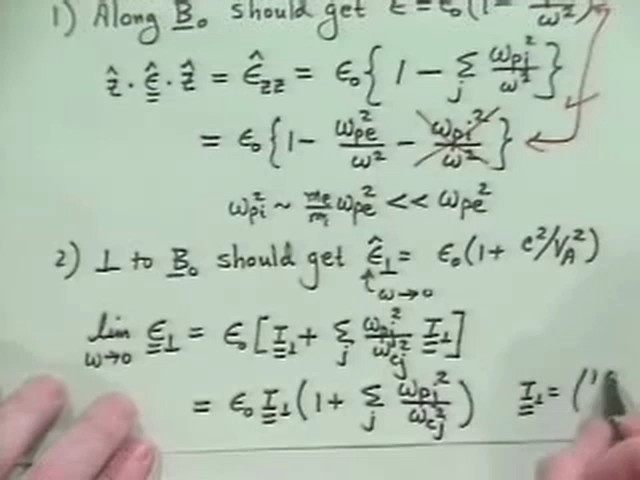 1) Along B₀ should get ε = ε₀(1 - /ω²)
ẑ · ε̂ · ẑ = ε̂zz = ε₀{1 - Σj ωpj²/ω²}
= ε₀{1 - ωpe²/ω² - ωpi²/ω²}
ωpi² ~ me/mi ωpe² << ωpe²
2) ⊥ to B₀ should get ε̂⊥ = ε₀(1 + c²/VA²)
ω→0
lim ω→0 ε⊥ = ε₀[I⊥ + Σj ωpj²/ωcj² I⊥]
= ε₀ I⊥(1 + Σj ωpj²/ωcj²) I⊥ = (1